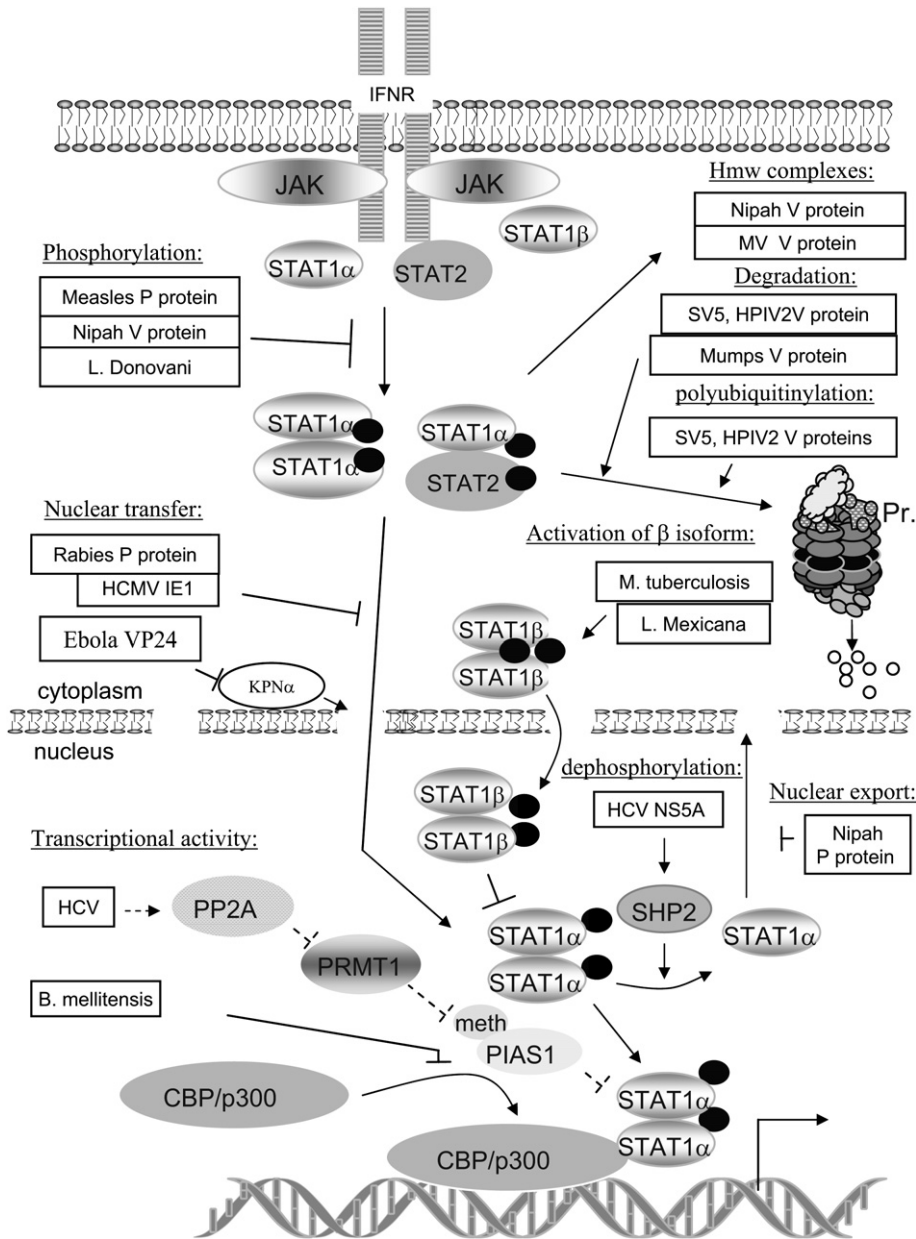 IFNR
JAK
JAK
STAT1β
STAT1α
STAT2
Hmw complexes:
Nipah V protein
MV V protein
Phosphorylation:
Measles P protein
Nipah V protein
L. Donovani
Degradation:
SV5, HPIV2V protein
Mumps V protein
polyubiquitinylation:
SV5, HPIV2 V proteins
STAT1α
STAT1α
STAT1α
STAT2
Pr.
Nuclear transfer:
Rabies P protein
HCMV IE1
Ebola VP24
KPNα
cytoplasm
nucleus
Activation of β isoform:
M. tuberculosis
L. Mexicana
STAT1β
STAT1β
STAT1β
STAT1β
dephosphorylation:
HCV NS5A
SHP2
Nuclear export:
Nipah
P protein
STAT1α
STAT1α
STAT1α
Transcriptional activity:
HCV
PP2A
PRMT1
meth
PIAS1
B. mellitensis
CBP/p300
CBP/p300
STAT1α
STAT1α